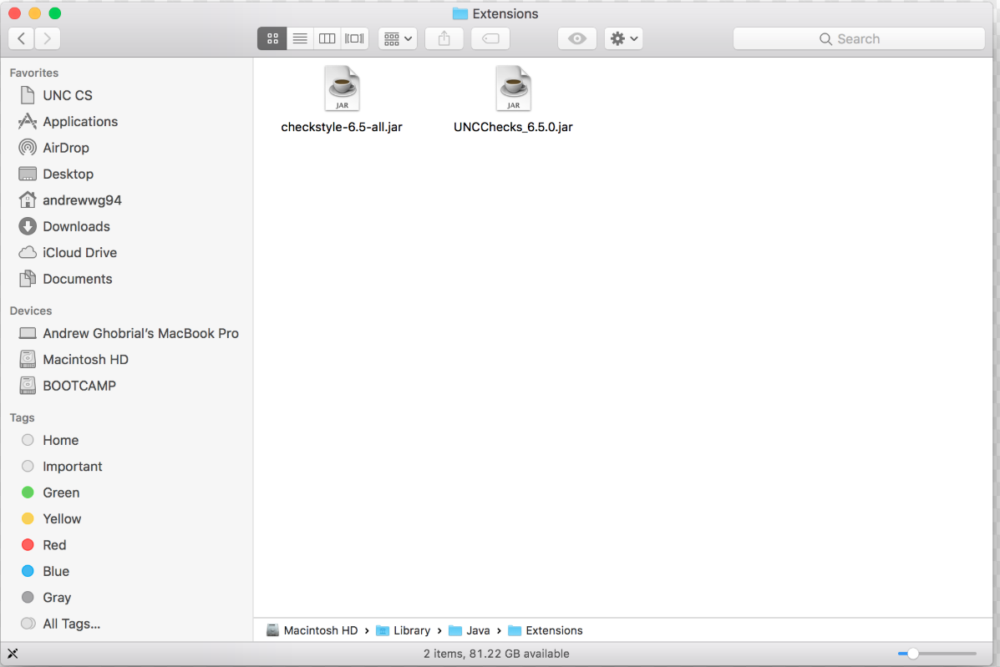 Extensions
Search
Favorites
UNC CS
Applications
AirDrop
Desktop
andrewwg94
Downloads
iCloud Drive
Documents
Devices
Andrew Ghobrial’s MacBook Pro
Macintosh HD
BOOTCAMP
Tags
Home
Important
Green
Yellow
Red
Blue
Gray
All Tags...
JAR
checkstyle-6.5-all.jar
JAR
UNCChecks_6.5.0.jar
Macintosh HD › Library › Java › Extensions
2 items, 81.22 GB available